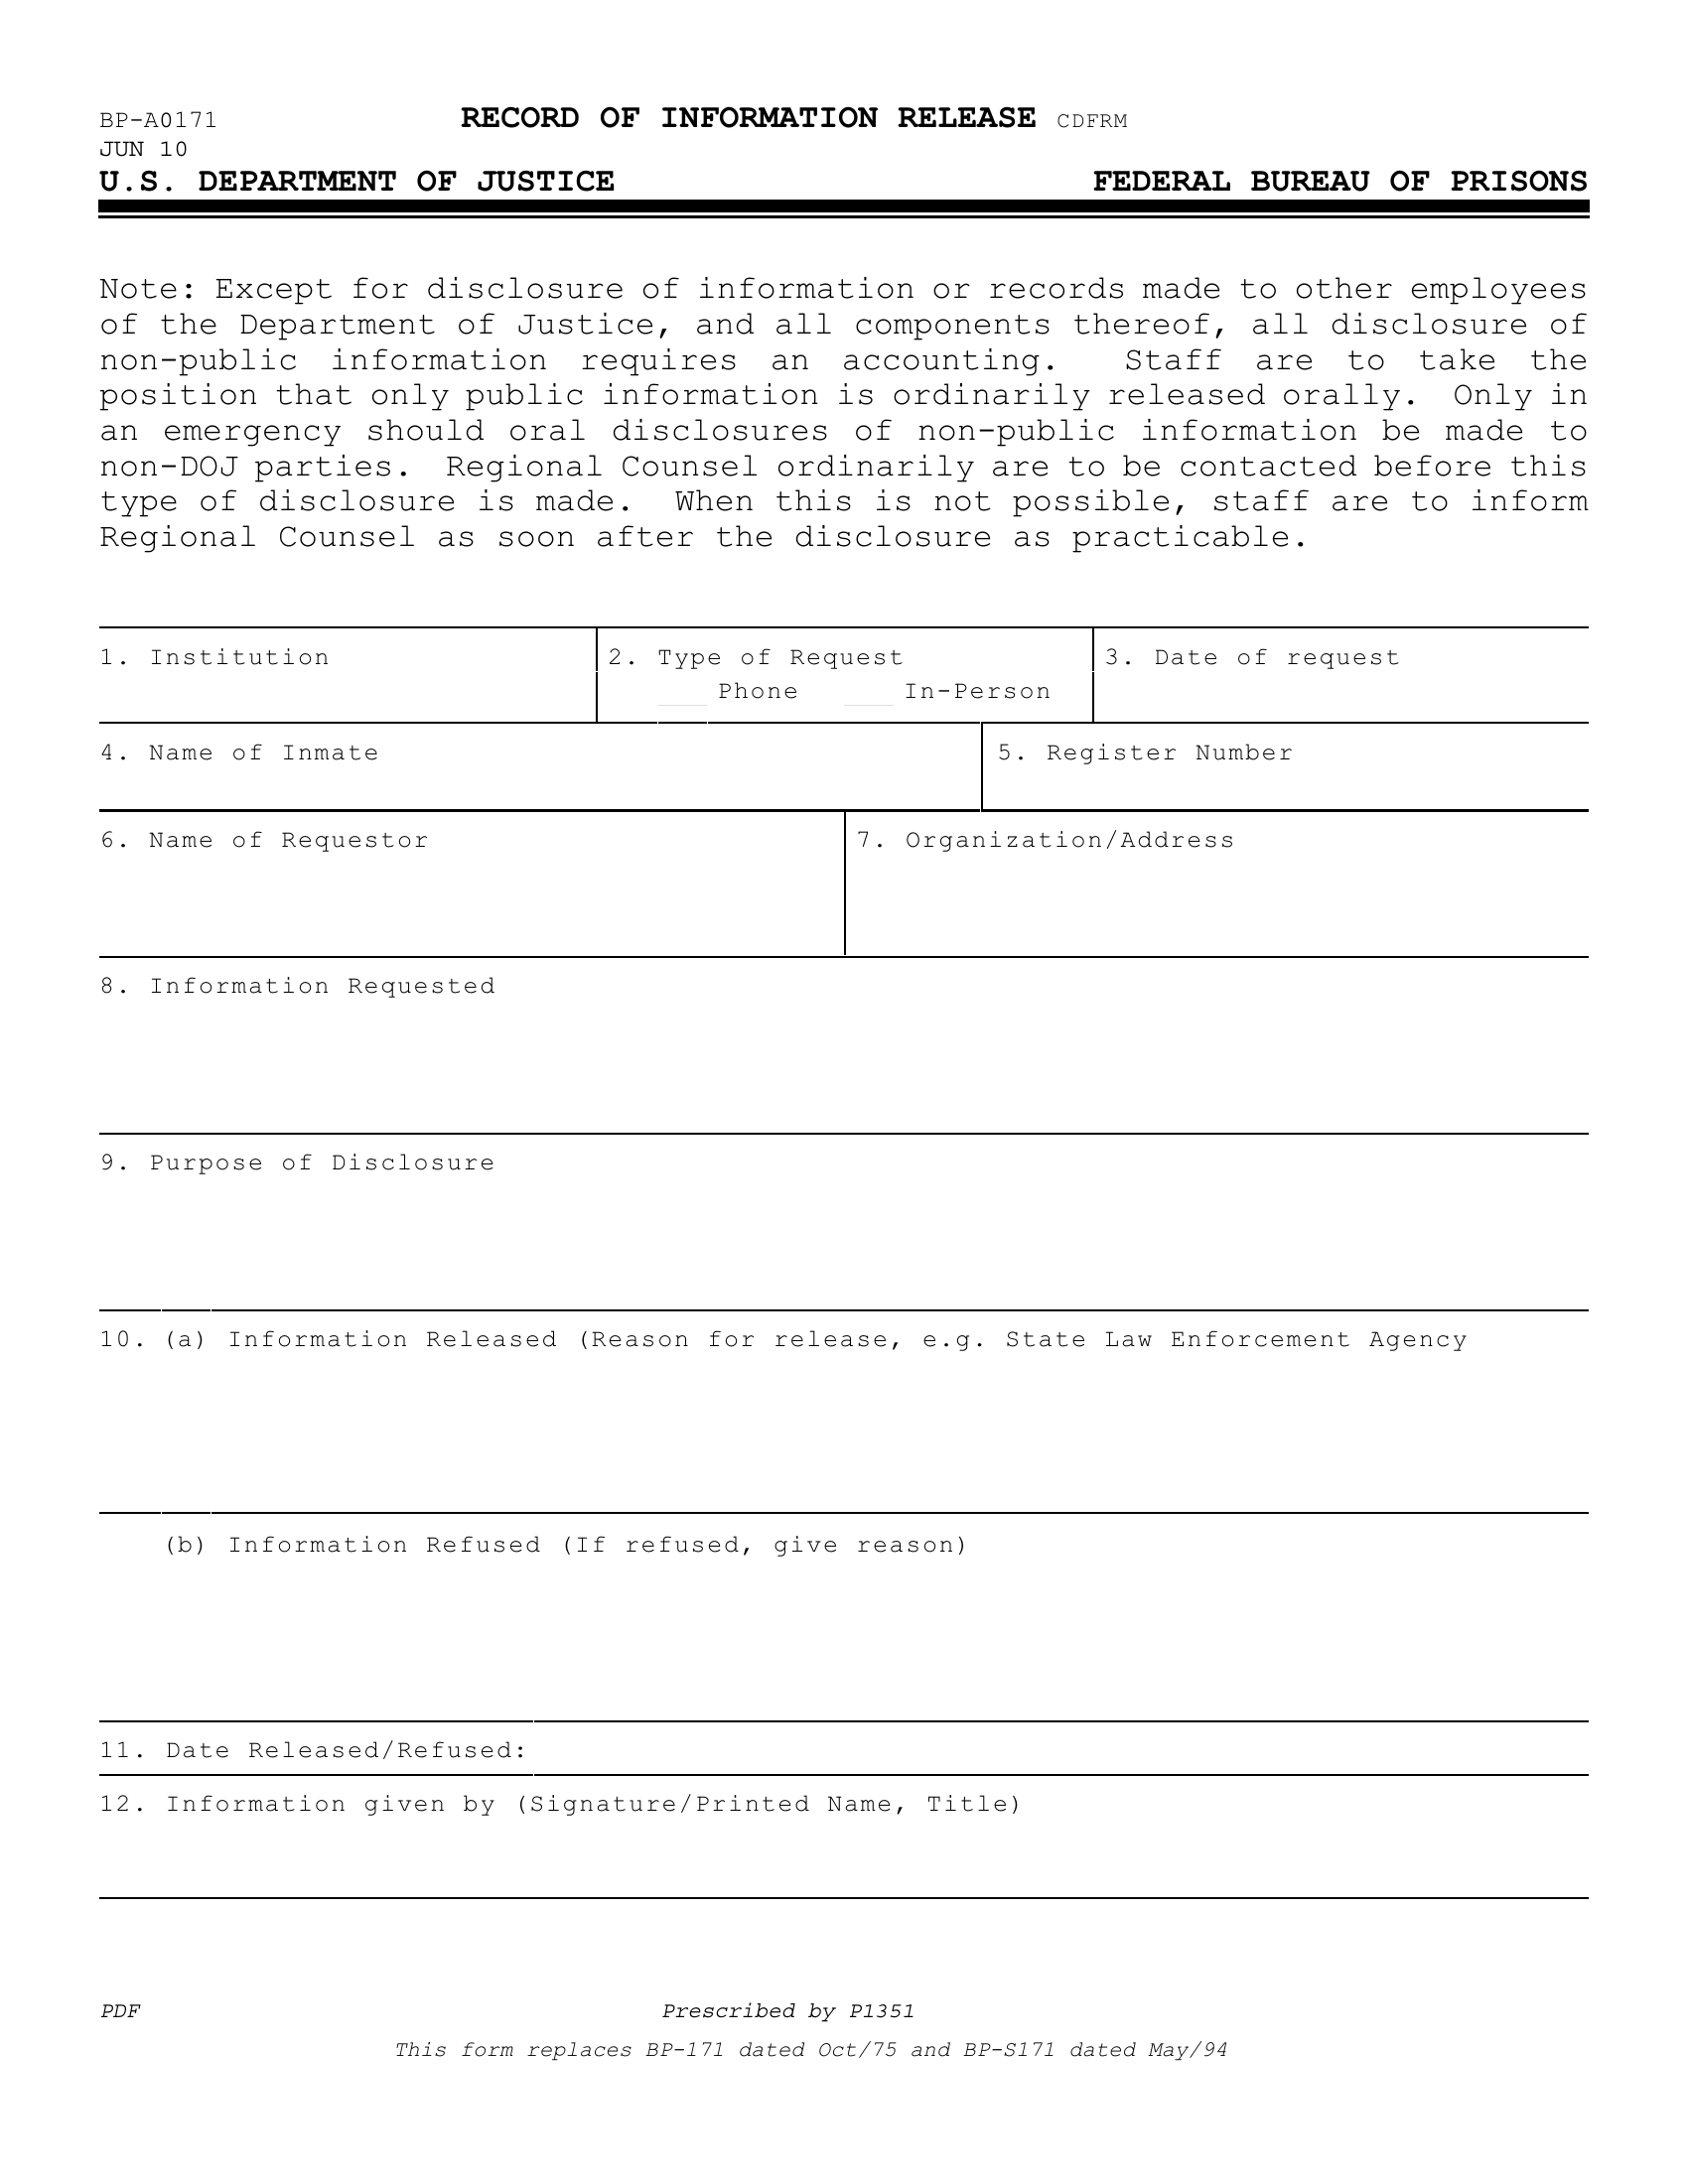 BP-A0171 RECORD OF INFORMATION RELEASE CDFRM
JUN 10
U.S. DEPARTMENT OF JUSTICE FEDERAL BUREAU OF PRISONS
Note: Except for disclosure of information or records made to other employees
of the Department of Justice, and all components thereof, all disclosure of
non-public information requires an accounting. Staff are to take the
position that only public information is ordinarily released orally. Only in
an emergency should oral disclosures of non-public information be made to
non-DOJ parties. Regional Counsel ordinarily are to be contacted before this
type of disclosure is made. When this is not possible, staff are to inform
Regional Counsel as soon after the disclosure as practicable.
1. Institution
2. Type of Request
____ Phone ____ In-Person
3. Date of request
4. Name of Inmate
5. Register Number
6. Name of Requestor
7. Organization/Address
8. Information Requested
9. Purpose of Disclosure
10. (a) Information Released (Reason for release, e.g. State Law Enforcement Agency
(b) Information Refused (If refused, give reason)
11. Date Released/Refused:
12. Information given by (Signature/Printed Name, Title)
PDF Prescribed by P1351
This form replaces BP-171 dated Oct/75 and BP-S171 dated May/94